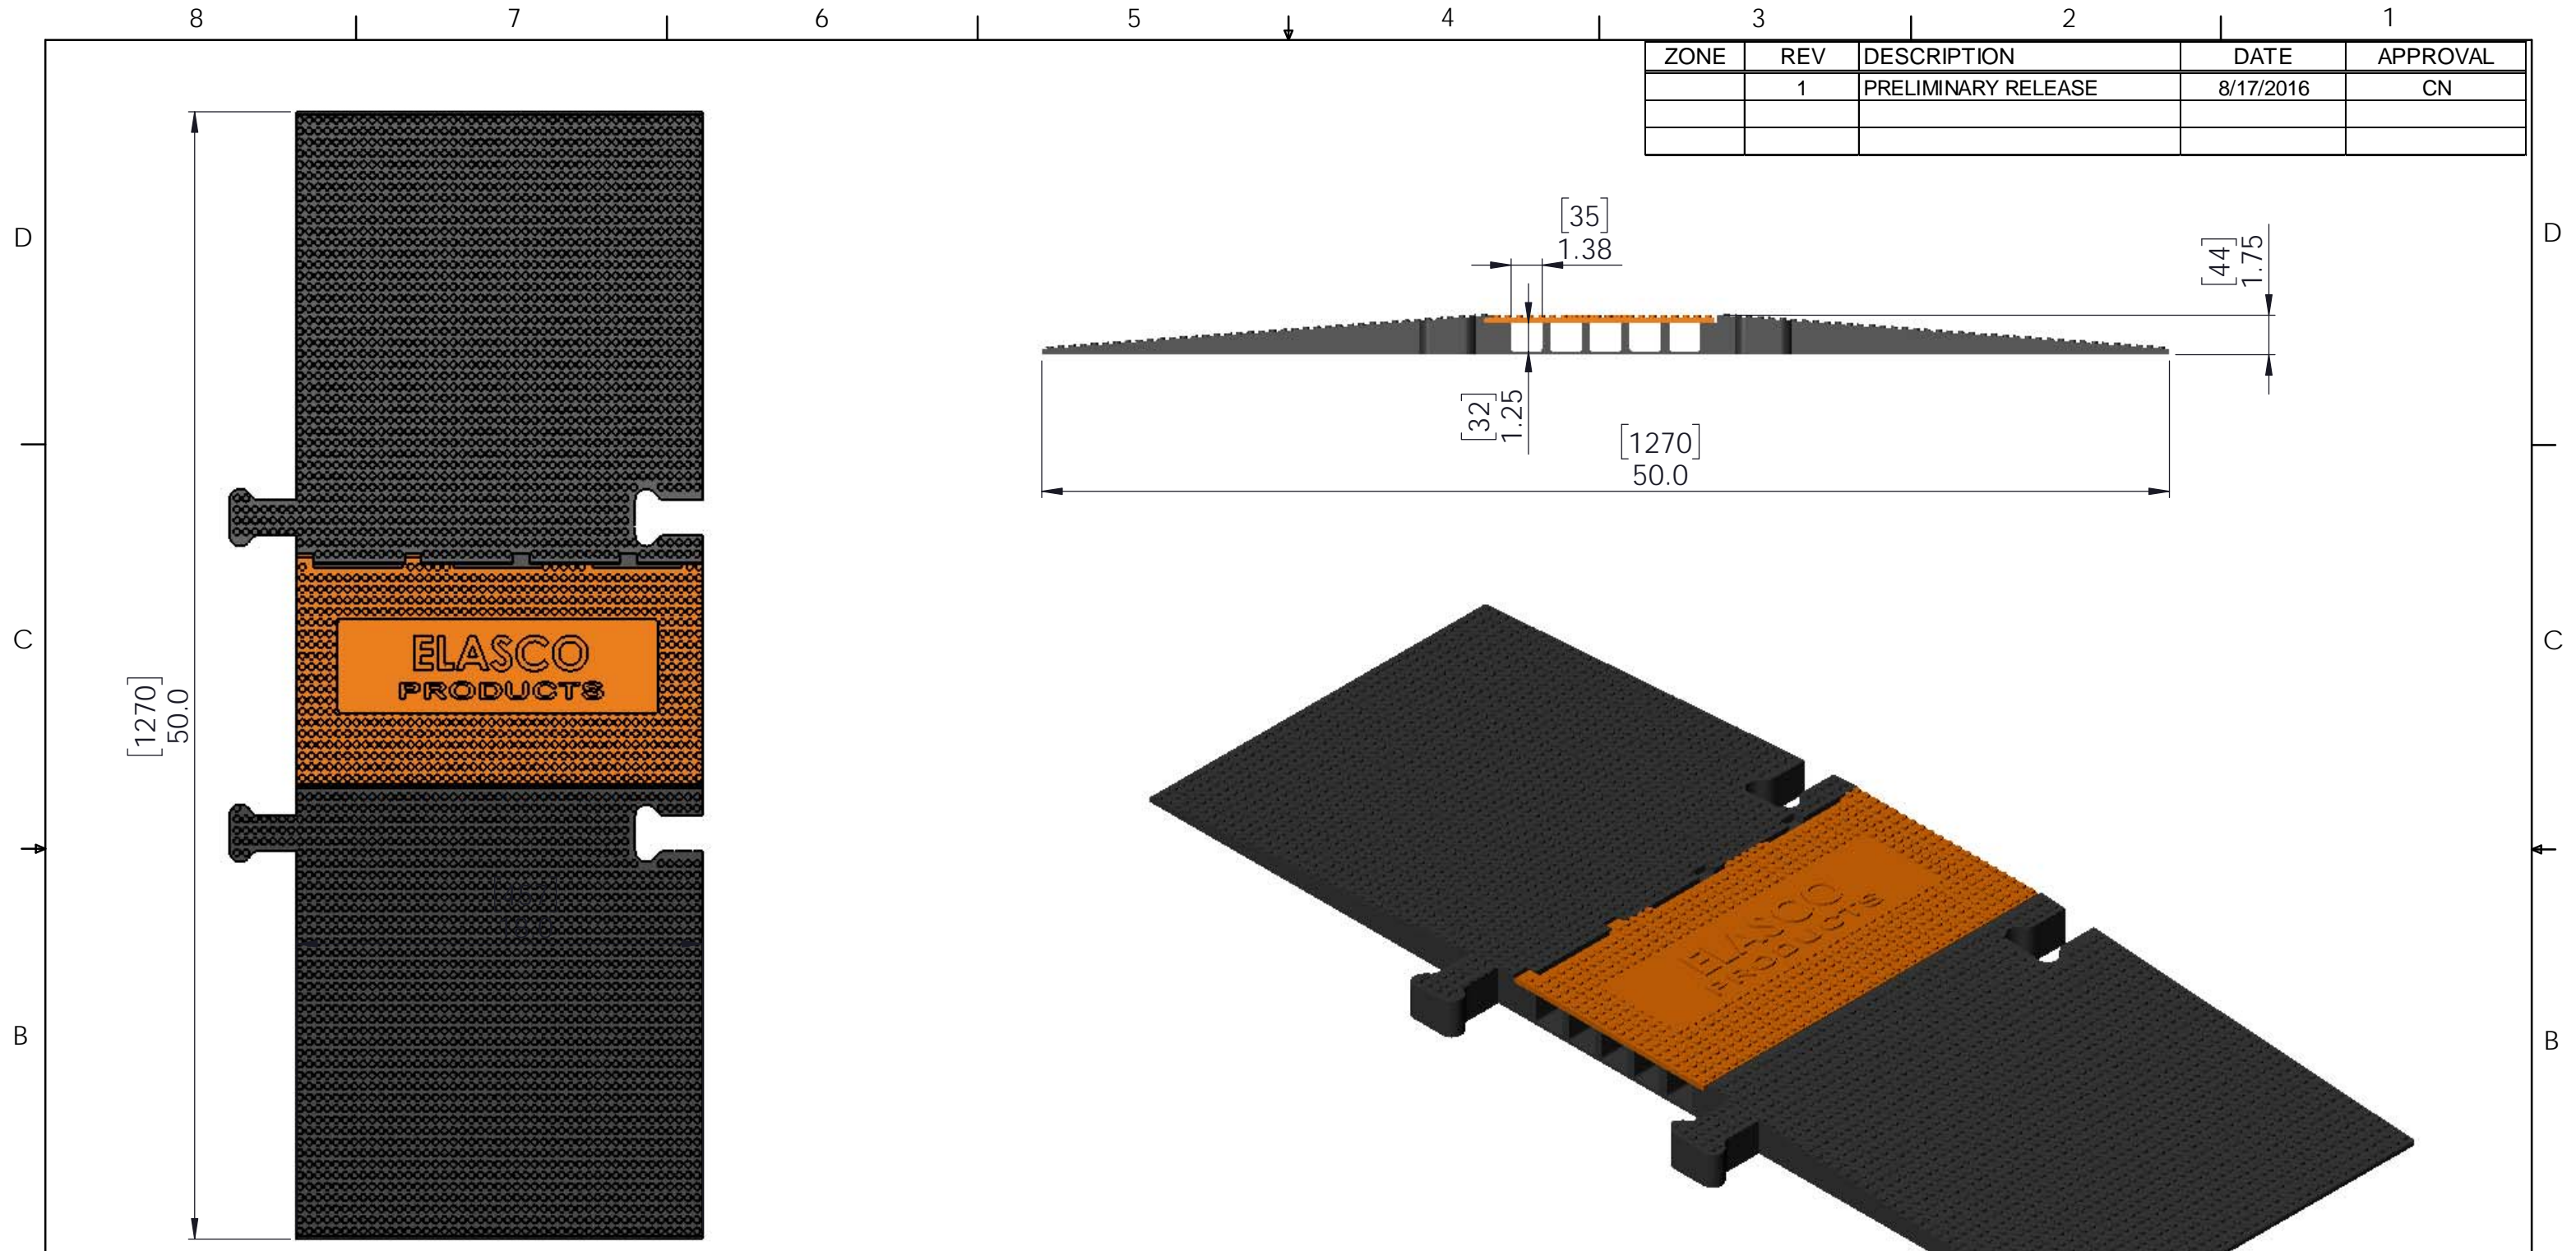 8 7 6 5 4 3 2 1
ZONE REV DESCRIPTION DATE APPROVAL
1 PRELIMINARY RELEASE 8/17/2016 CN
D D
[35]
1.38
[44]
1.75
[32]
1.25
[1270]
50.0
C C
ELASCO
PRODUCTS
[1270]
50.0
ELASCO
PRODUCTS
B B